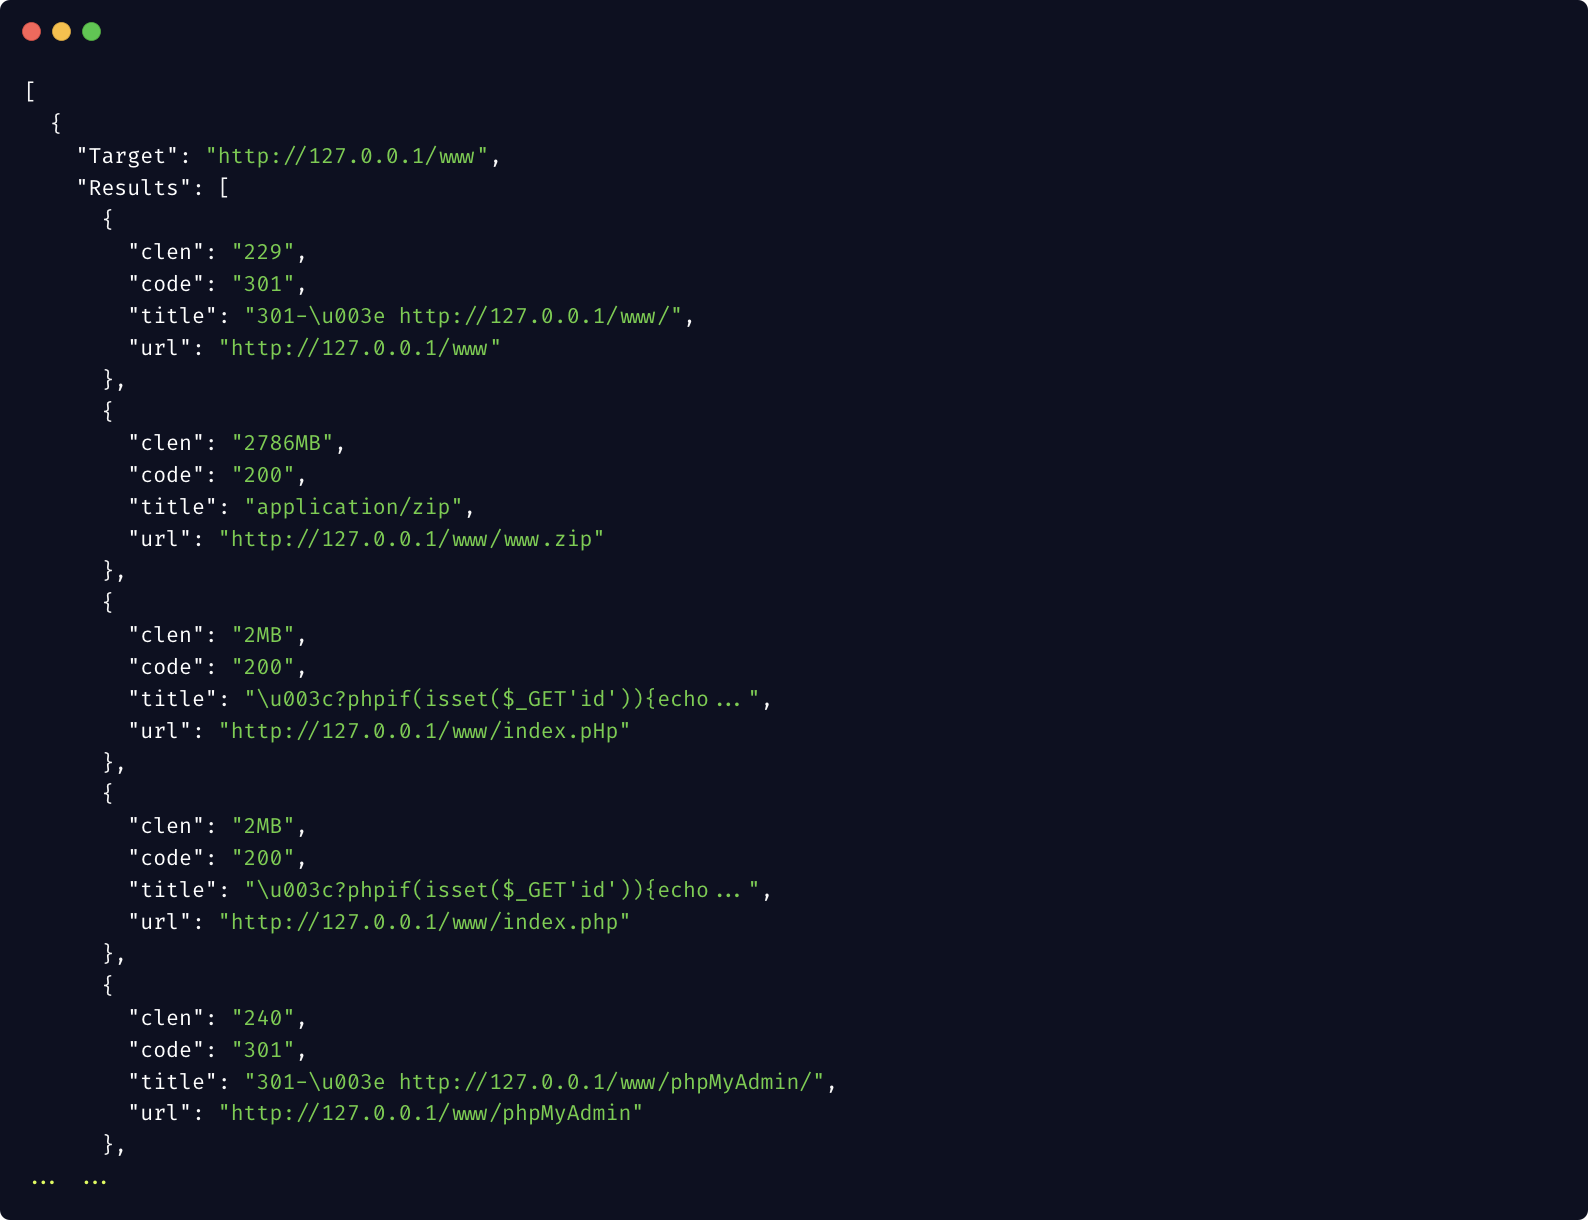 [
  {
    "Target": "http://127.0.0.1/www",
    "Results": [
      {
        "clen": "229",
        "code": "301",
        "title": "301-\u003e http://127.0.0.1/www/",
        "url": "http://127.0.0.1/www"
      },
      {
        "clen": "2786MB",
        "code": "200",
        "title": "application/zip",
        "url": "http://127.0.0.1/www/www.zip"
      },
      {
        "clen": "2MB",
        "code": "200",
        "title": "\u003c?phpif(isset($_GET'id')){echo...",
        "url": "http://127.0.0.1/www/index.pHp"
      },
      {
        "clen": "2MB",
        "code": "200",
        "title": "\u003c?phpif(isset($_GET'id')){echo...",
        "url": "http://127.0.0.1/www/index.php"
      },
      {
        "clen": "240",
        "code": "301",
        "title": "301-\u003e http://127.0.0.1/www/phpMyAdmin/",
        "url": "http://127.0.0.1/www/phpMyAdmin"
      },
... ...